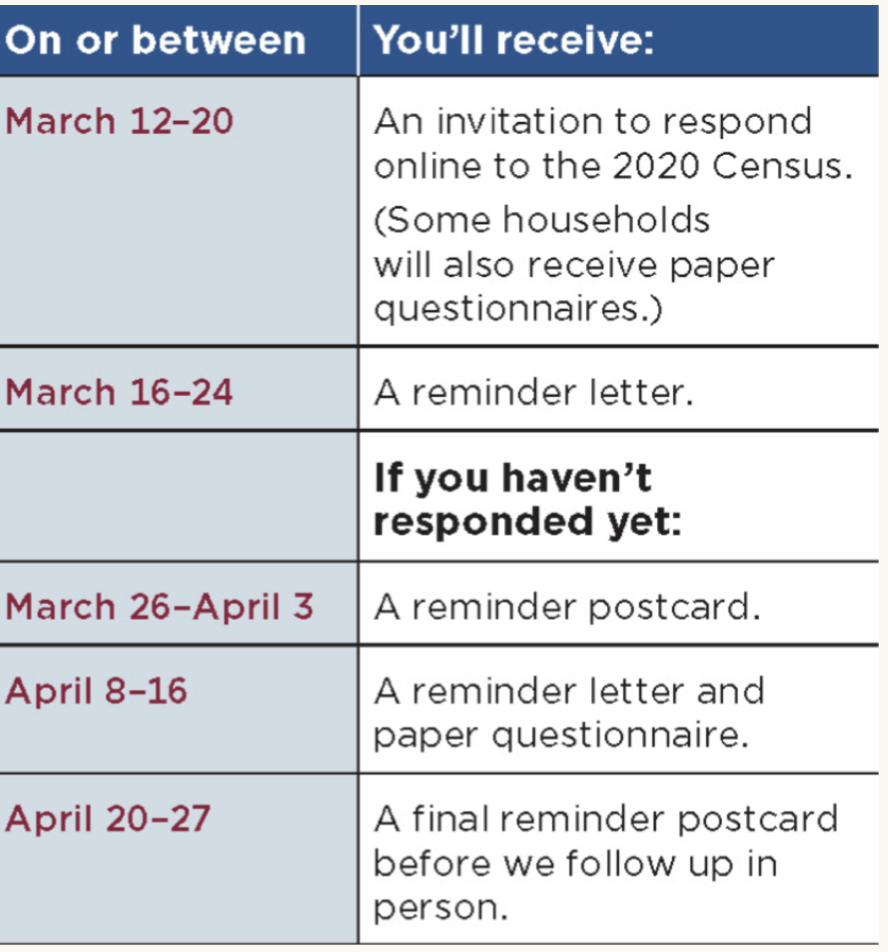 On or between You'll receive:
March 12–20
An invitation to respond
online to the 2020 Census.
(Some households
will also receive paper
questionnaires.)
March 16–24
A reminder letter.
If you haven't
responded yet:
March 26–April 3
A reminder postcard.
April 8–16
A reminder letter and
paper questionnaire.
April 20–27
A final reminder postcard
before we follow up in
person.